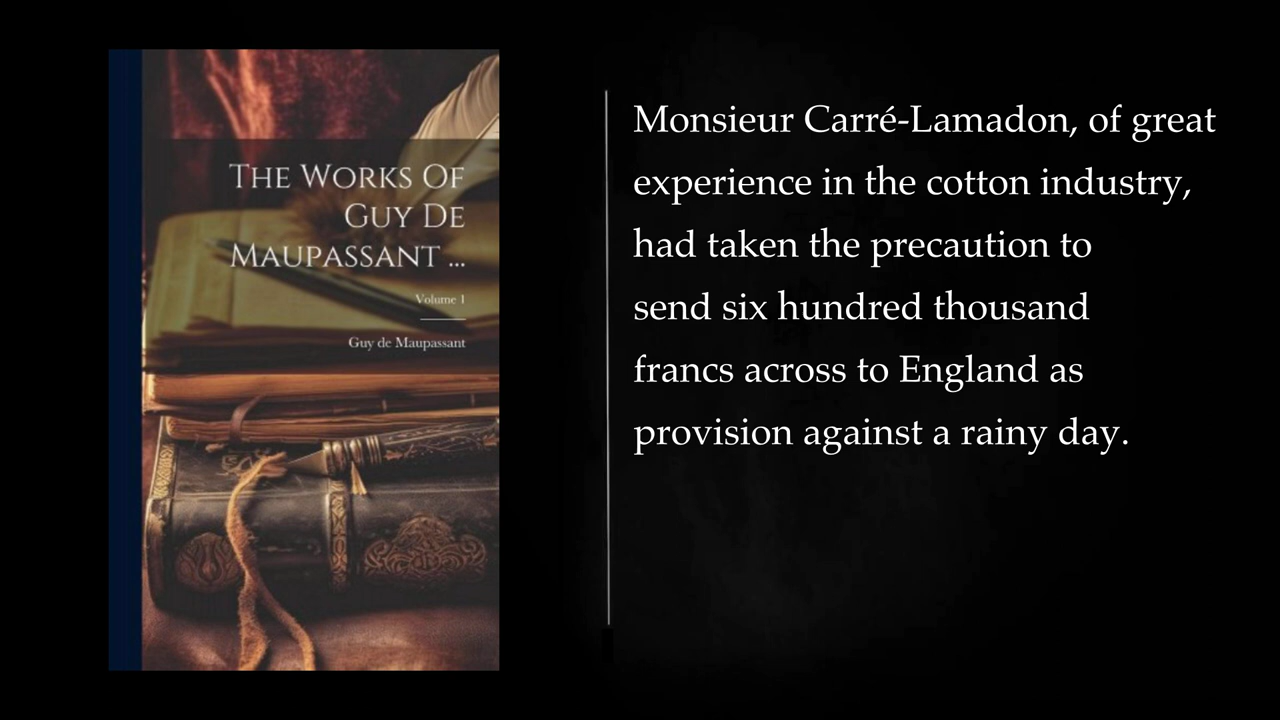 THE WORKS OF
GUY DE
MAUPASSANT ...
Volume 1
Guy de Maupassant
Monsieur Carré-Lamadon, of great
experience in the cotton industry,
had taken the precaution to
send six hundred thousand
francs across to England as
provision against a rainy day.